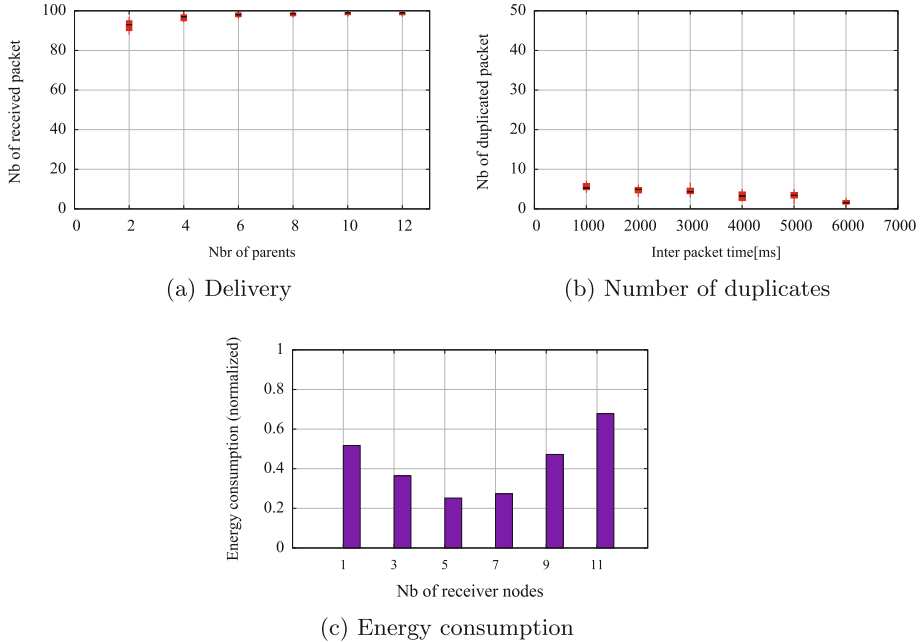 Nb of received packet
100
80
60
40
20
0
0 2 4 6 8 10 12
Nbr of parents
(a) Delivery
Nb of duplicated packet
50
40
30
20
10
0
0 1000 2000 3000 4000 5000 6000 7000
Inter packet time[ms]
(b) Number of duplicates
Energy consumption (normalized)
1
0.8
0.6
0.4
0.2
0
1 3 5 7 9 11
Nb of receiver nodes
(c) Energy consumption